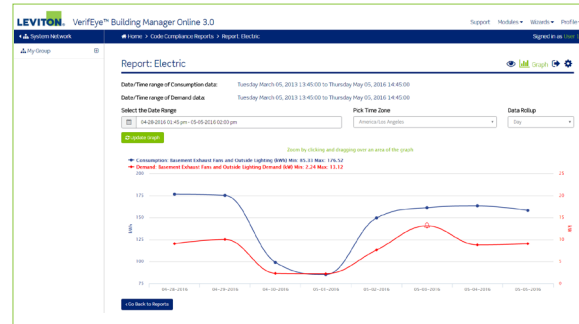 LEVITON. VerifEye™ Building Manager Online 3.0
Support Modules Wizards Profile
System Network
Home > Code Compliance Reports > Report Electric
Signed in as User
My Group
Report: Electric
Graph
Date/Time range of Consumption data: Tuesday March 05, 2013 13:45:00 to Thursday May 05, 2016 14:45:00
Date/Time range of Demand data: Tuesday March 05, 2013 13:45:00 to Thursday May 05, 2016 14:45:00
Select the Date Range
Pick Time Zone
Data Rollup
04-28-2016 01:45 pm - 05-05-2016 02:00 pm
America/Los Angeles
Day
Update Graph
Zoom by clicking and dragging over an area of the graph
Consumption: Basement Exhaust Fans and Outside Lighting (kWh) Min: 85.33 Max: 176.52
Demand: Basement Exhaust Fans and Outside Lighting Demand (kW) Min: 2.24 Max: 13.12
200 25
175 20
150 15
kWh kW
125 10
100 5
75 0
04-28-2016 04-29-2016 04-30-2016 05-01-2016 05-02-2016 05-03-2016 05-04-2016 05-05-2016
Go Back to Reports